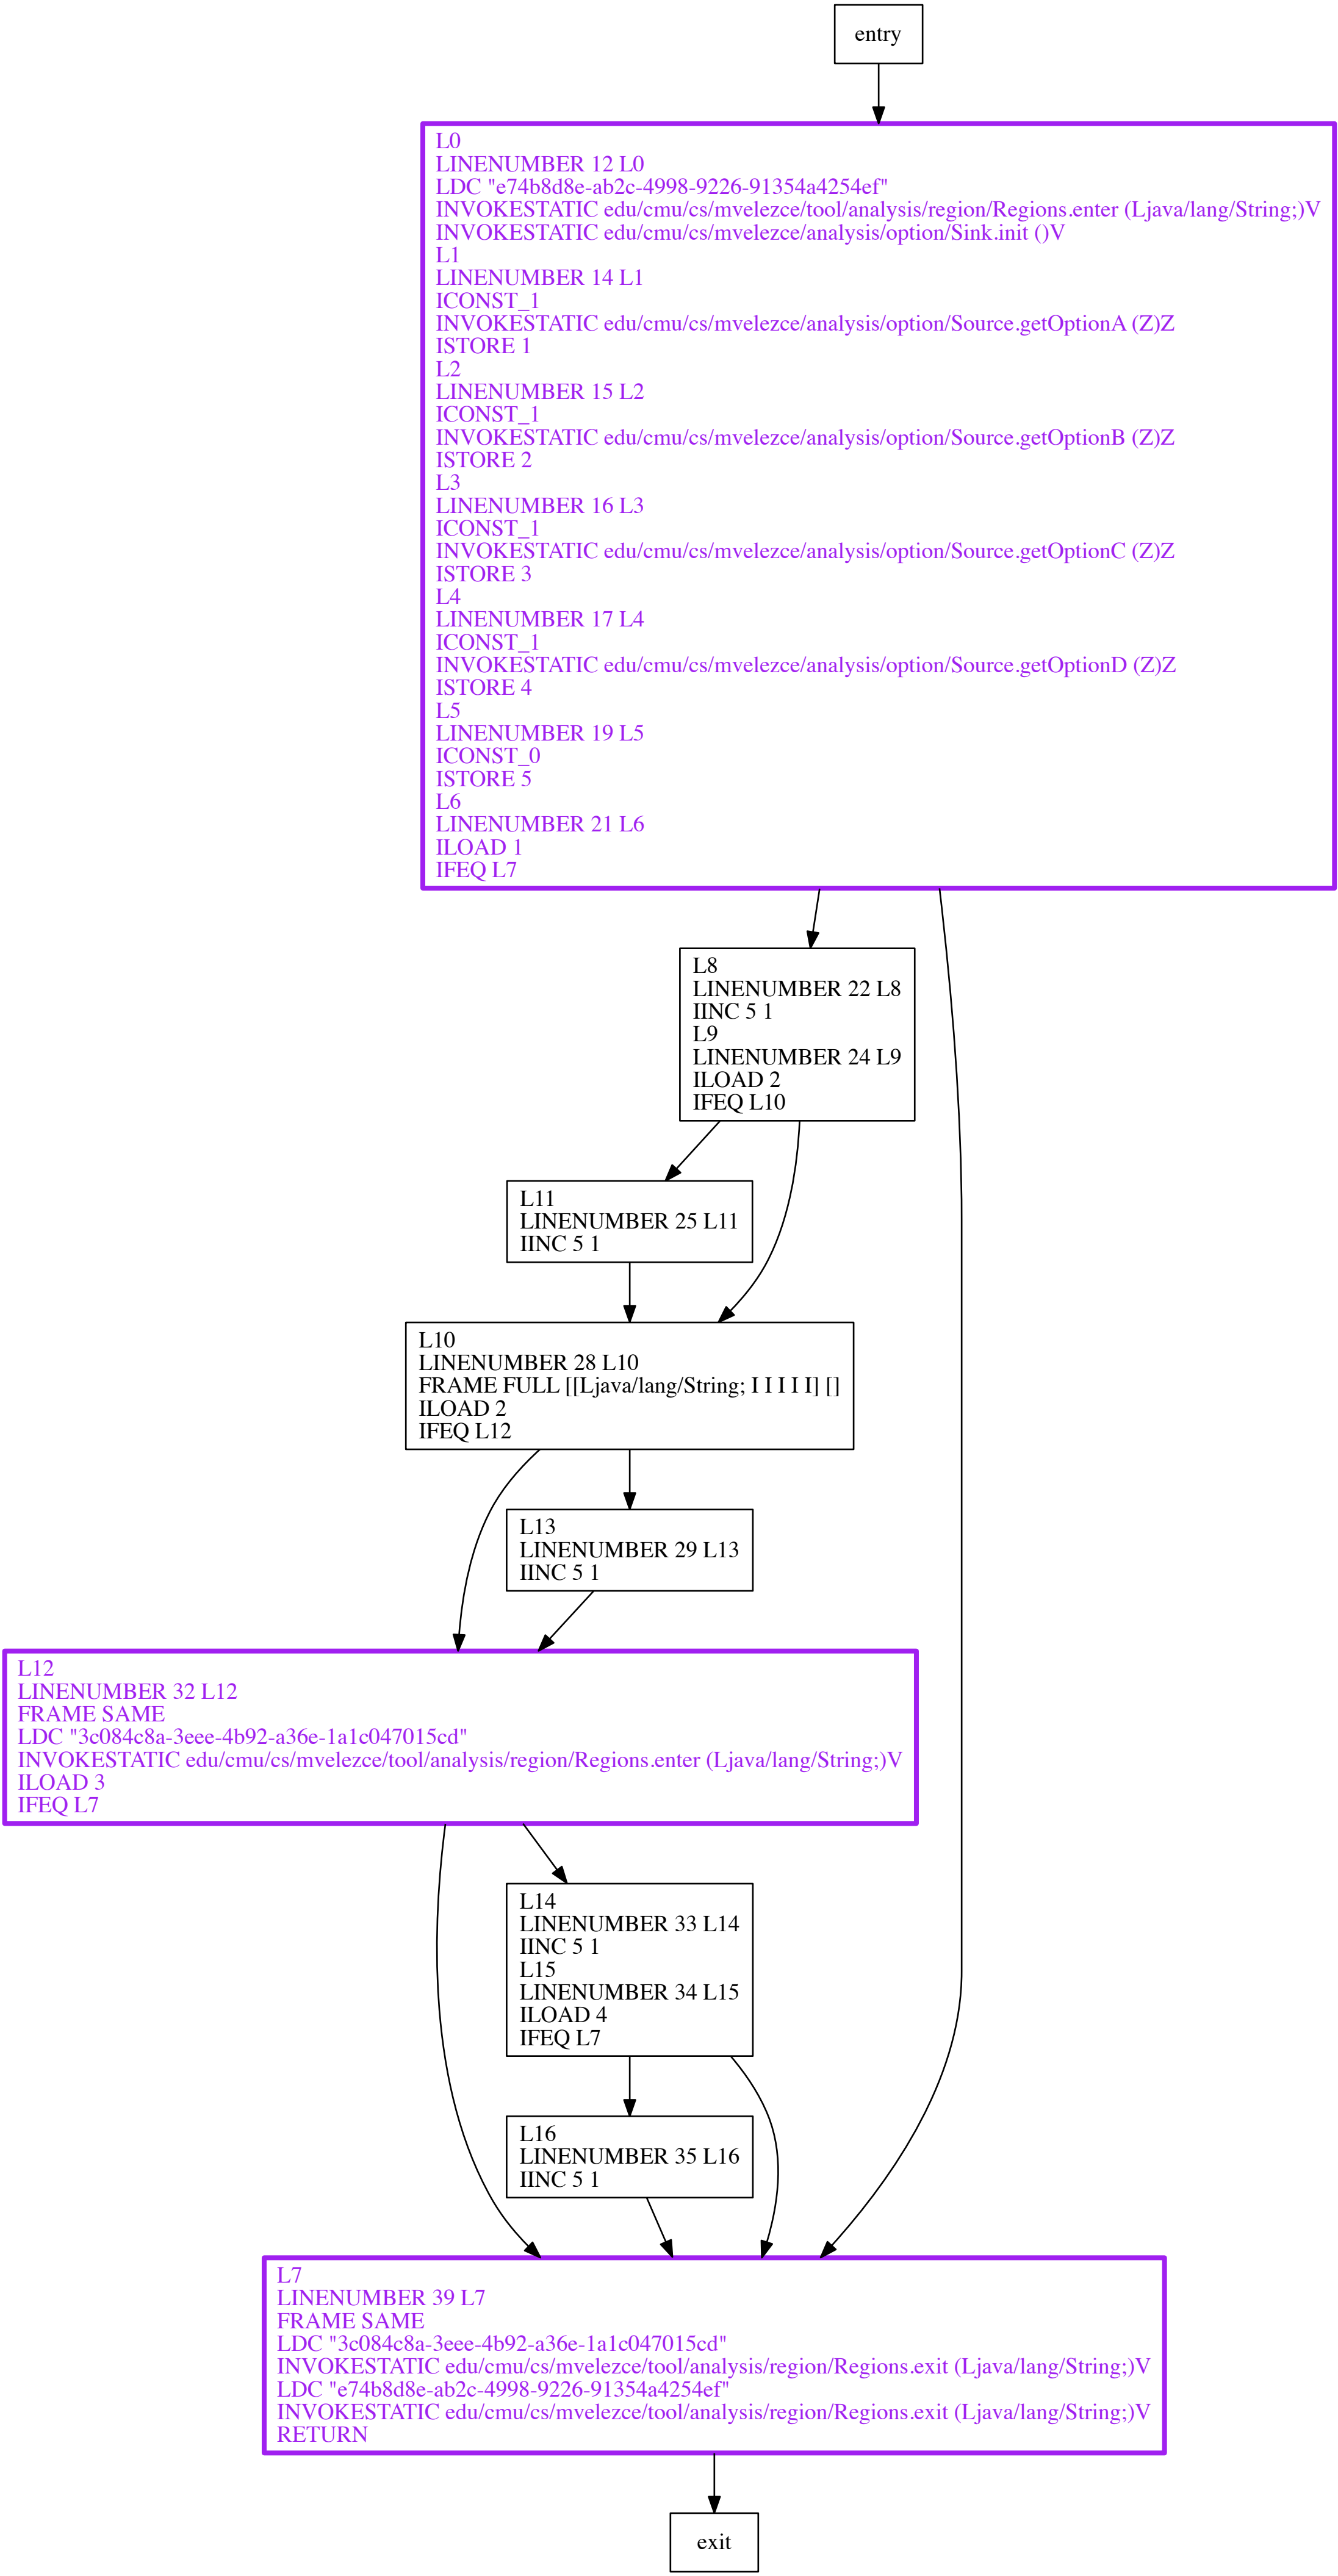 entry
L0
LINENUMBER 12 L0
LDC "e74b8d8e-ab2c-4998-9226-91354a4254ef"
INVOKESTATIC edu/cmu/cs/mvelezce/tool/analysis/region/Regions.enter (Ljava/lang/String;)V
INVOKESTATIC edu/cmu/cs/mvelezce/analysis/option/Sink.init ()V
L1
LINENUMBER 14 L1
ICONST_1
INVOKESTATIC edu/cmu/cs/mvelezce/analysis/option/Source.getOptionA (Z)Z
ISTORE 1
L2
LINENUMBER 15 L2
ICONST_1
INVOKESTATIC edu/cmu/cs/mvelezce/analysis/option/Source.getOptionB (Z)Z
ISTORE 2
L3
LINENUMBER 16 L3
ICONST_1
INVOKESTATIC edu/cmu/cs/mvelezce/analysis/option/Source.getOptionC (Z)Z
ISTORE 3
L4
LINENUMBER 17 L4
ICONST_1
INVOKESTATIC edu/cmu/cs/mvelezce/analysis/option/Source.getOptionD (Z)Z
ISTORE 4
L5
LINENUMBER 19 L5
ICONST_0
ISTORE 5
L6
LINENUMBER 21 L6
ILOAD 1
IFEQ L7
L8
LINENUMBER 22 L8
IINC 5 1
L9
LINENUMBER 24 L9
ILOAD 2
IFEQ L10
L11
LINENUMBER 25 L11
IINC 5 1
L10
LINENUMBER 28 L10
FRAME FULL [[Ljava/lang/String; I I I I I] []
ILOAD 2
IFEQ L12
L13
LINENUMBER 29 L13
IINC 5 1
L12
LINENUMBER 32 L12
FRAME SAME
LDC "3c084c8a-3eee-4b92-a36e-1a1c047015cd"
INVOKESTATIC edu/cmu/cs/mvelezce/tool/analysis/region/Regions.enter (Ljava/lang/String;)V
ILOAD 3
IFEQ L7
L14
LINENUMBER 33 L14
IINC 5 1
L15
LINENUMBER 34 L15
ILOAD 4
IFEQ L7
L16
LINENUMBER 35 L16
IINC 5 1
L7
LINENUMBER 39 L7
FRAME SAME
LDC "3c084c8a-3eee-4b92-a36e-1a1c047015cd"
INVOKESTATIC edu/cmu/cs/mvelezce/tool/analysis/region/Regions.exit (Ljava/lang/String;)V
LDC "e74b8d8e-ab2c-4998-9226-91354a4254ef"
INVOKESTATIC edu/cmu/cs/mvelezce/tool/analysis/region/Regions.exit (Ljava/lang/String;)V
RETURN
exit